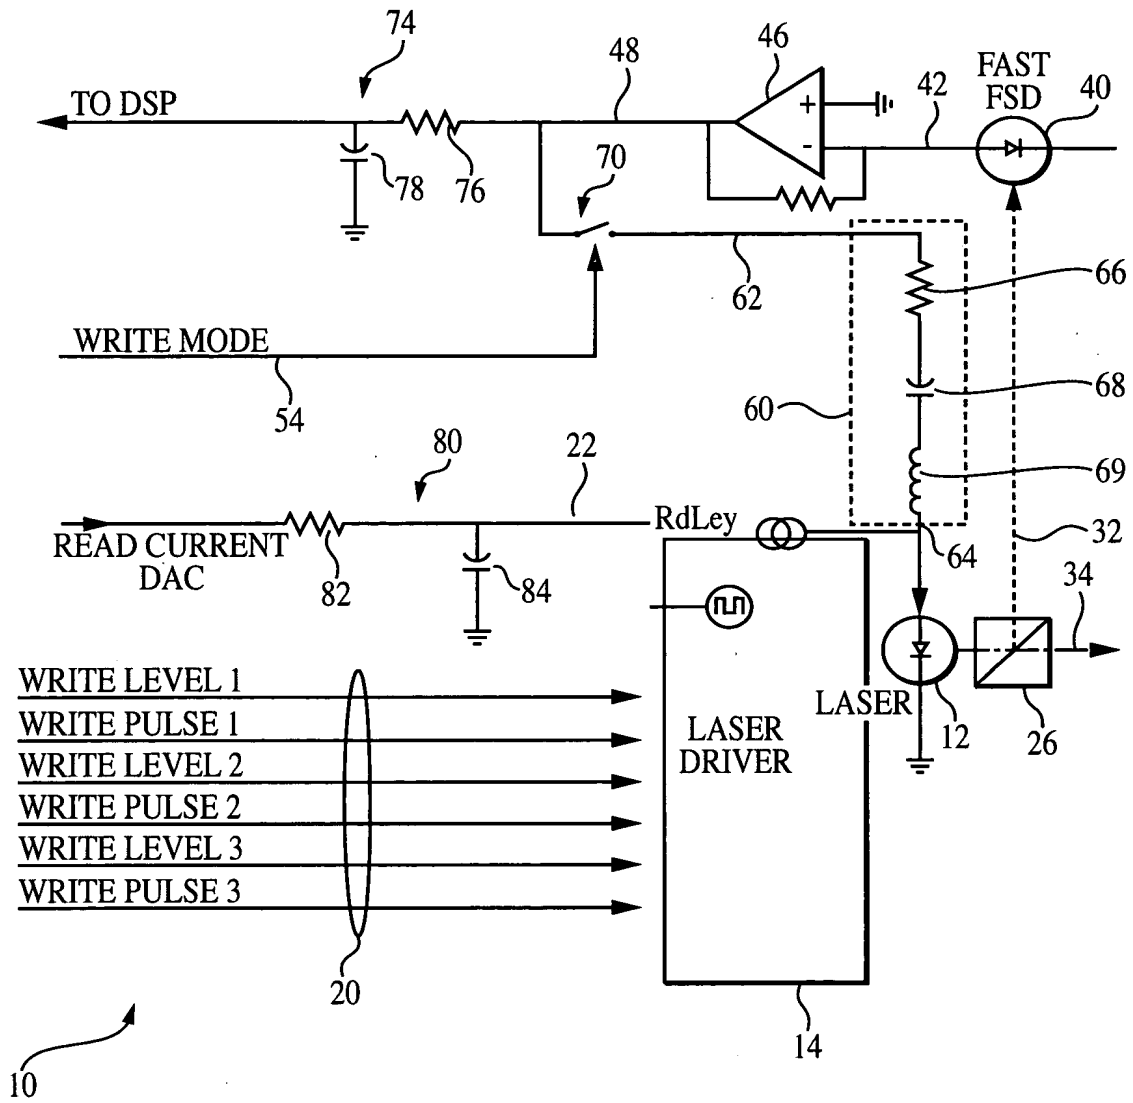 74
48
46
FAST
FSD
42
40
TO DSP
+
-
78
76
70
62
66
WRITE MODE
54
60
68
80
22
69
READ CURRENT
DAC
RdLey
64
32
34
82
84
WRITE LEVEL 1
WRITE PULSE 1
WRITE LEVEL 2
WRITE PULSE 2
WRITE LEVEL 3
WRITE PULSE 3
LASER
DRIVER
LASER
12
26
20
14
10